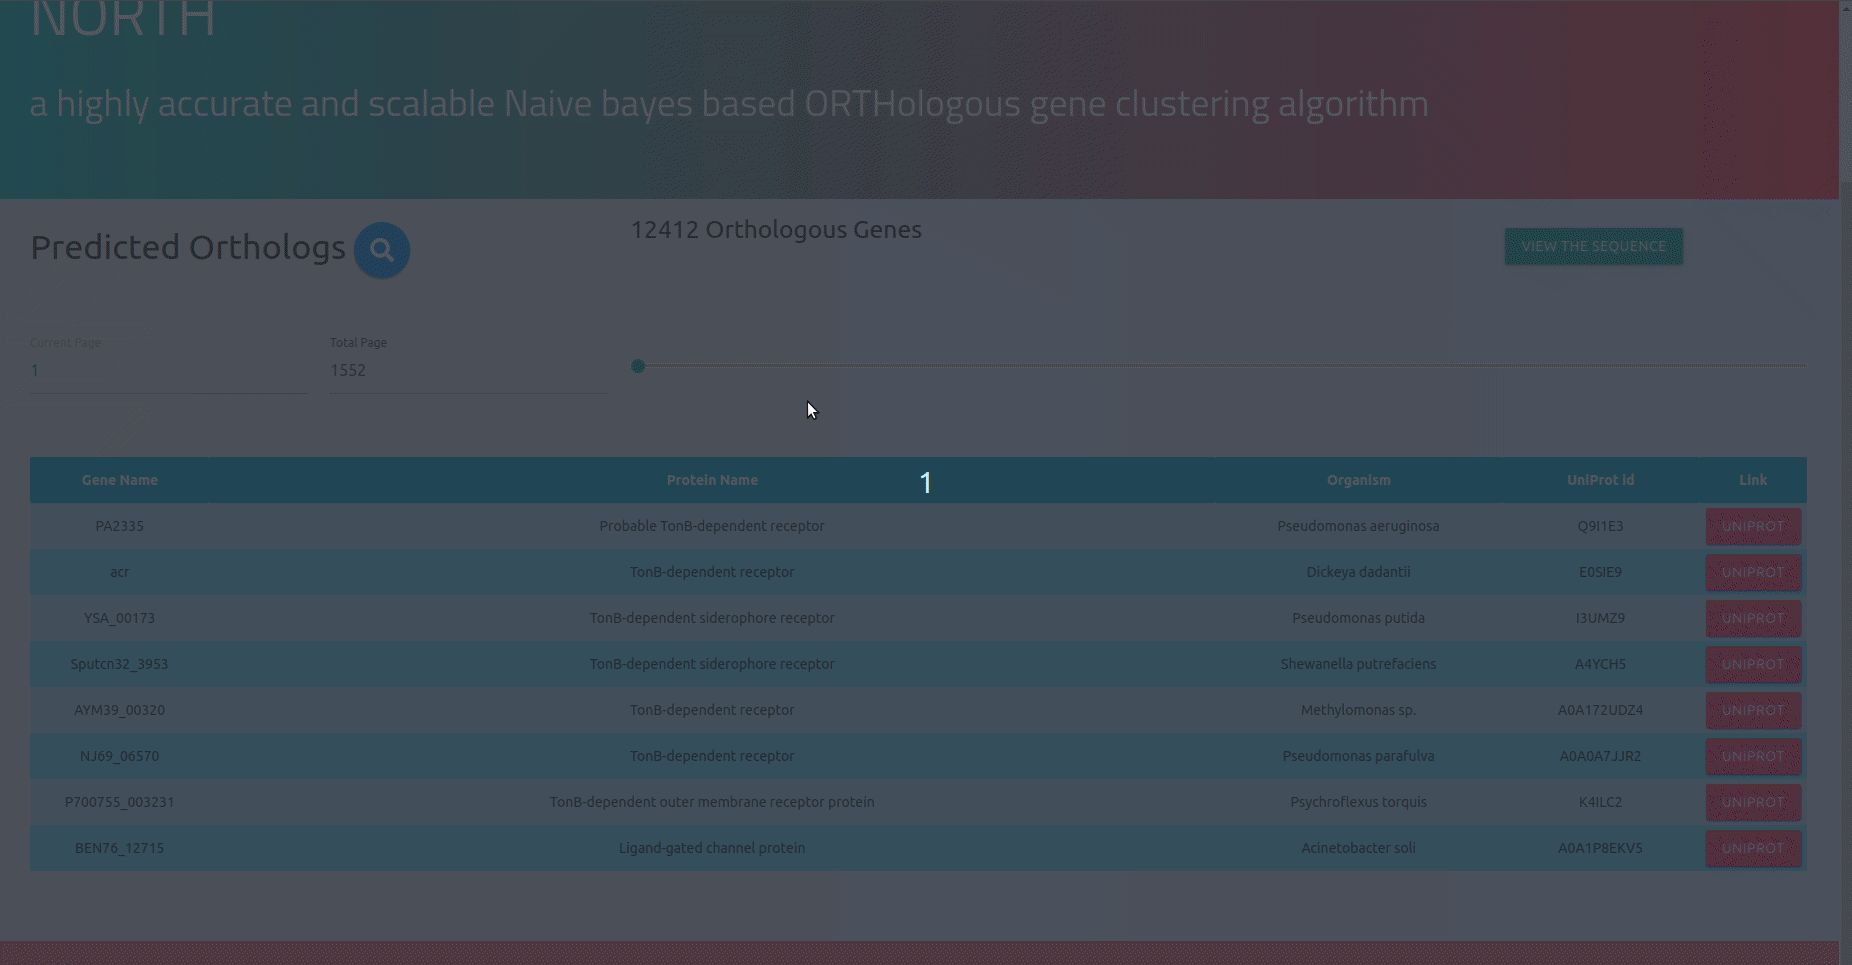 NORTH
a highly accurate and scalable Naive bayes based ORTHologous gene clustering algorithm
Predicted Orthologs
12412 Orthologous Genes
VIEW THE SEQUENCE
Current Page
Total Page
1
1552
Gene Name Protein Name 1 Organism UniProt id Link
PA2335 Probable TonB-dependent receptor Pseudomonas aeruginosa Q9I1E3 UNIPROT
acr TonB-dependent receptor Dickeya dadantii E0SIE9 UNIPROT
YSA_00173 TonB-dependent siderophore receptor Pseudomonas putida I3UMZ9 UNIPROT
Sputcn32_3953 TonB-dependent siderophore receptor Shewanella putrefaciens A4YCH5 UNIPROT
AYM39_00320 TonB-dependent receptor Methylomonas sp. A0A172UDZ4 UNIPROT
NJ69_06570 TonB-dependent receptor Pseudomonas parafulva A0A0A7JJR2 UNIPROT
P700755_003231 TonB-dependent outer membrane receptor protein Psychroflexus torquis K4ILC2 UNIPROT
BEN76_12715 Ligand-gated channel protein Acinetobacter soli A0A1P8EKV5 UNIPROT